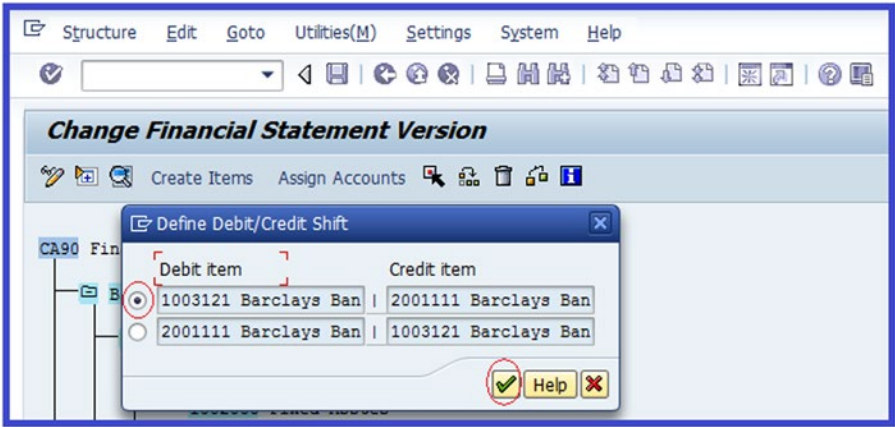 Structure Edit Goto Utilities(M) Settings System Help
Change Financial Statement Version
Create Items Assign Accounts
Define Debit/Credit Shift
CA90 Fin
Debit item Credit item
B
1003121 Barclays Ban | 2001111 Barclays Ban
2001111 Barclays Ban | 1003121 Barclays Ban
Help